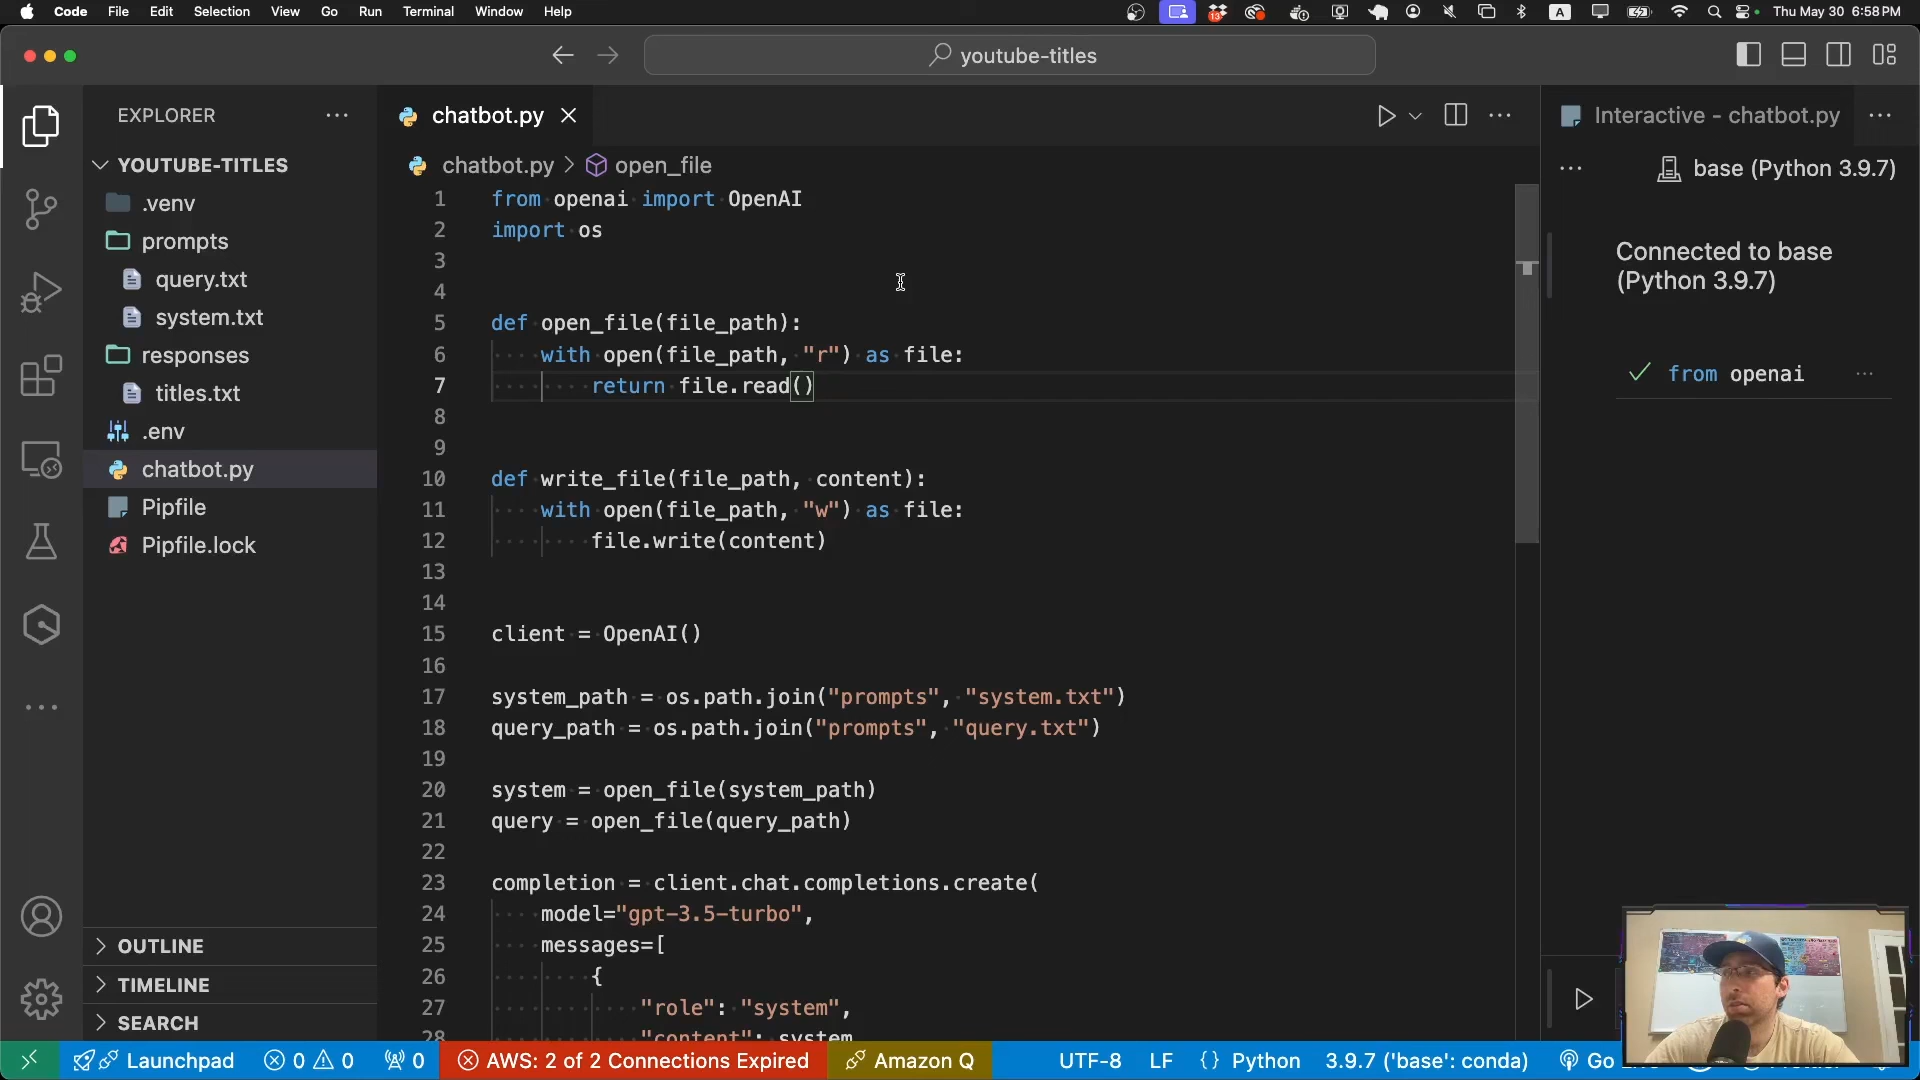 Code File Edit Selection View Go Run Terminal Window Help 13 A Thu May 30 6:58 PM
youtube-titles
EXPLORER
YOUTUBE-TITLES
.venv
prompts
query.txt
system.txt
responses
titles.txt
.env
chatbot.py
Pipfile
Pipfile.lock
OUTLINE
TIMELINE
SEARCH
chatbot.py
chatbot.py > open_file
1 from openai import OpenAI
2 import os
3
4
5 def open_file(file_path):
6 with open(file_path, "r") as file:
7 return file.read()
8
9
10 def write_file(file_path, content):
11 with open(file_path, "w") as file:
12 file.write(content)
13
14
15 client = OpenAI()
16
17 system_path = os.path.join("prompts", "system.txt")
18 query_path = os.path.join("prompts", "query.txt")
19
20 system = open_file(system_path)
21 query = open_file(query_path)
22
23 completion = client.chat.completions.create(
24 model="gpt-3.5-turbo",
25 messages=[
26 {
27 "role": "system",
28 "content": system
Interactive - chatbot.py
base (Python 3.9.7)
Connected to base
(Python 3.9.7)
from openai
Launchpad 0 0 0 AWS: 2 of 2 Connections Expired Amazon Q UTF-8 LF {} Python 3.9.7 ('base': conda) Go